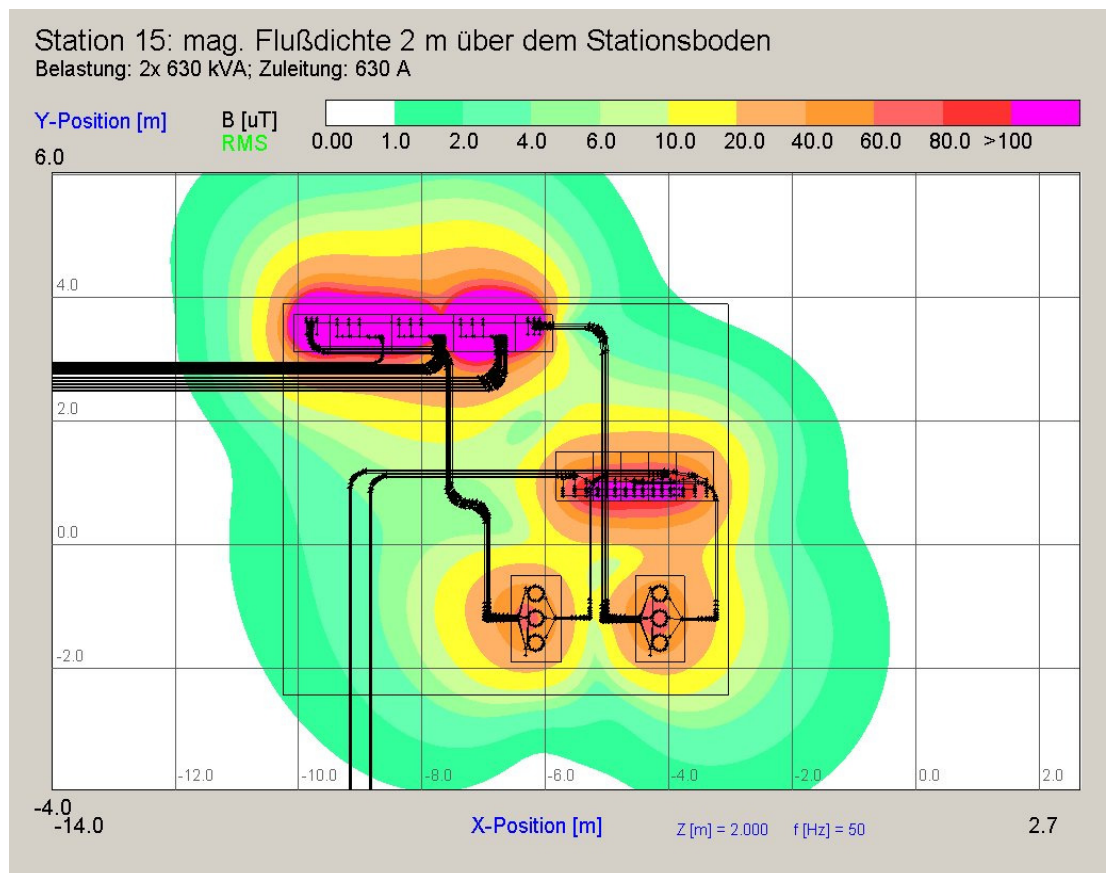 Station 15: mag. Flußdichte 2 m über dem Stationsboden
Belastung: 2x 630 kVA; Zuleitung: 630 A
Y-Position [m] B [uT]
RMS
0.00 1.0 2.0 4.0 6.0 10.0 20.0 40.0 60.0 80.0 >100
6.0
4.0
2.0
0.0
-2.0
-12.0 -10.0 -8.0 -6.0 -4.0 -2.0 0.0 2.0
-4.0
-14.0 X-Position [m] Z [m] = 2.000 f [Hz] = 50 2.7